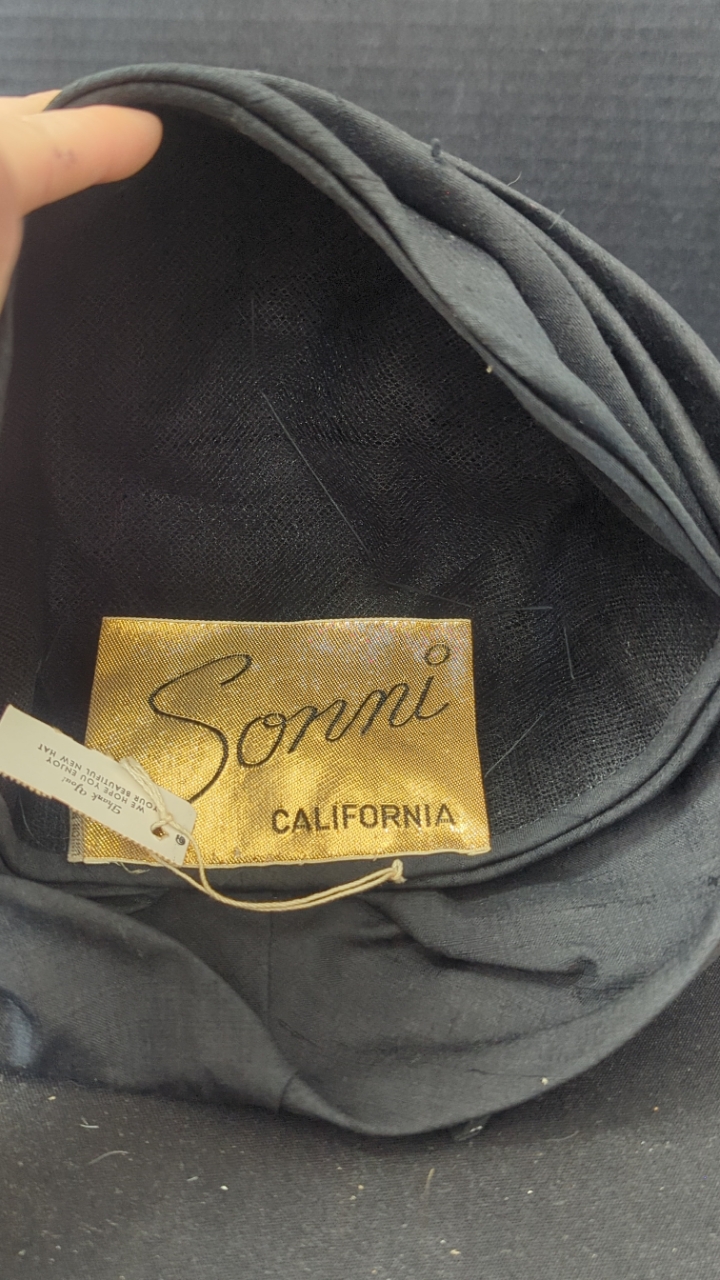 Sonni
CALIFORNIA
Thank You!
WE HOPE YOU ENJOY
YOUR BEAUTIFUL NEW HAT